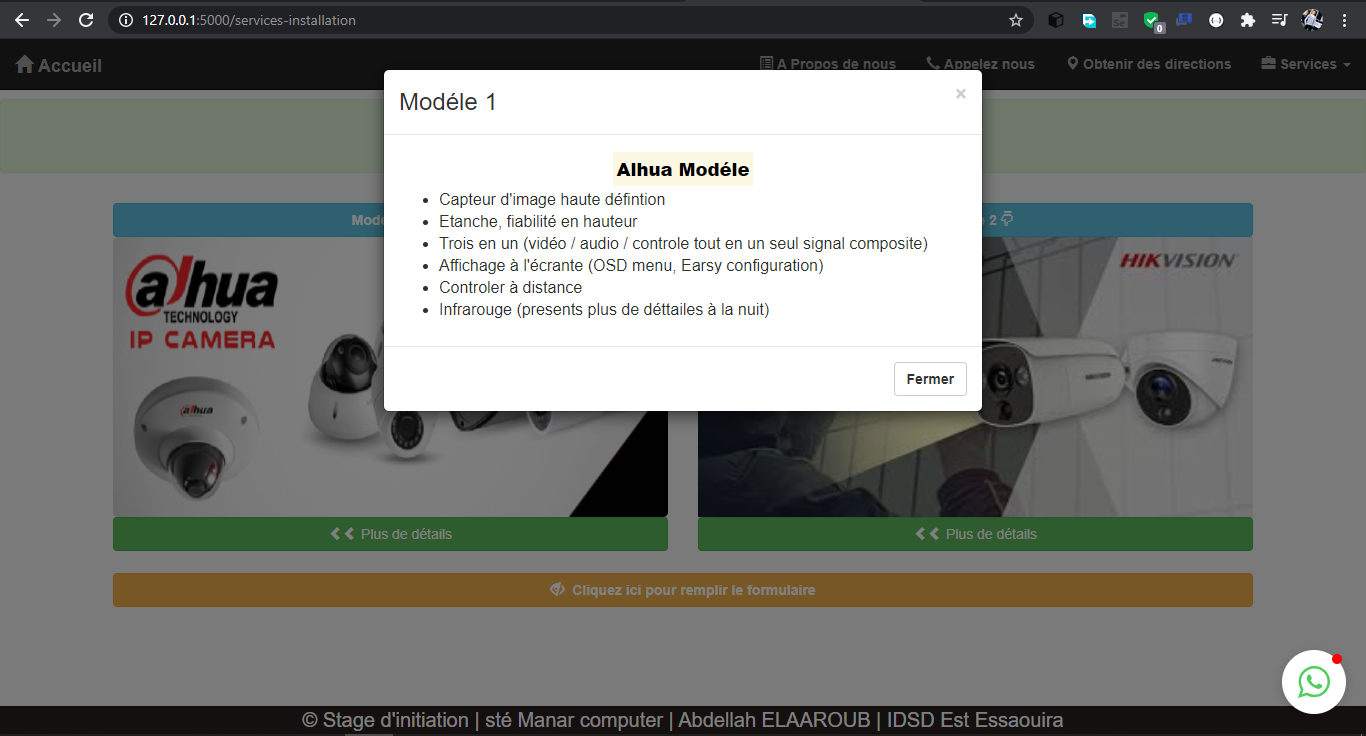 127.0.0.1:5000/services-installation
0
Accueil
A Propos de nous
Appelez nous
Obtenir des directions
Services
Modéle 1
×
Alhua Modéle
Capteur d'image haute défintion
Etanche, fiabilité en hauteur
Trois en un (vidéo / audio / controle tout en un seul signal composite)
Affichage à l'écrante (OSD menu, Earsy configuration)
Controler à distance
Infrarouge (presents plus de déttailes à la nuit)
Fermer
2
alhua
TECHNOLOGY
IP CAMERA
alhua
HIKVISION
HIKVISION
Plus de détails
Plus de détails
Cliquez ici pour remplir le formulaire
© Stage d'initiation | sté Manar computer | Abdellah ELAAROUB | IDSD Est Essaouira